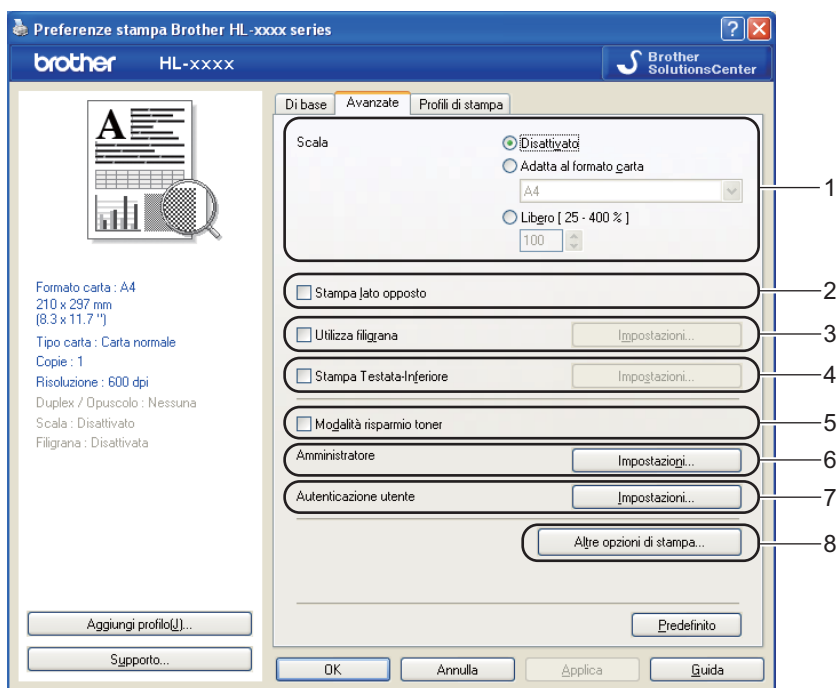 Preferenze stampa Brother HL-xxxx series
brother HL-xxxx
Brother
SolutionsCenter
A
Formato carta : A4
210 x 297 mm
(8.3 x 11.7 ")
Tipo carta : Carta normale
Copie : 1
Risoluzione : 600 dpi
Duplex / Opuscolo : Nessuna
Scala : Disattivato
Filigrana : Disattivata
Aggiungi profilo(J)...
Supporto...
Di base Avanzate Profili di stampa
Scala
Disattivato
Adatta al formato carta
A4
Libero [ 25 - 400 % ]
100
1
Stampa lato opposto
2
Utilizza filigrana Impostazioni...
3
Stampa Testata-Inferiore Impostazioni...
4
Modalità risparmio toner
5
Amministratore Impostazioni...
6
Autenticazione utente Impostazioni...
7
Altre opzioni di stampa...
8
Predefinito
OK Annulla Applica Guida